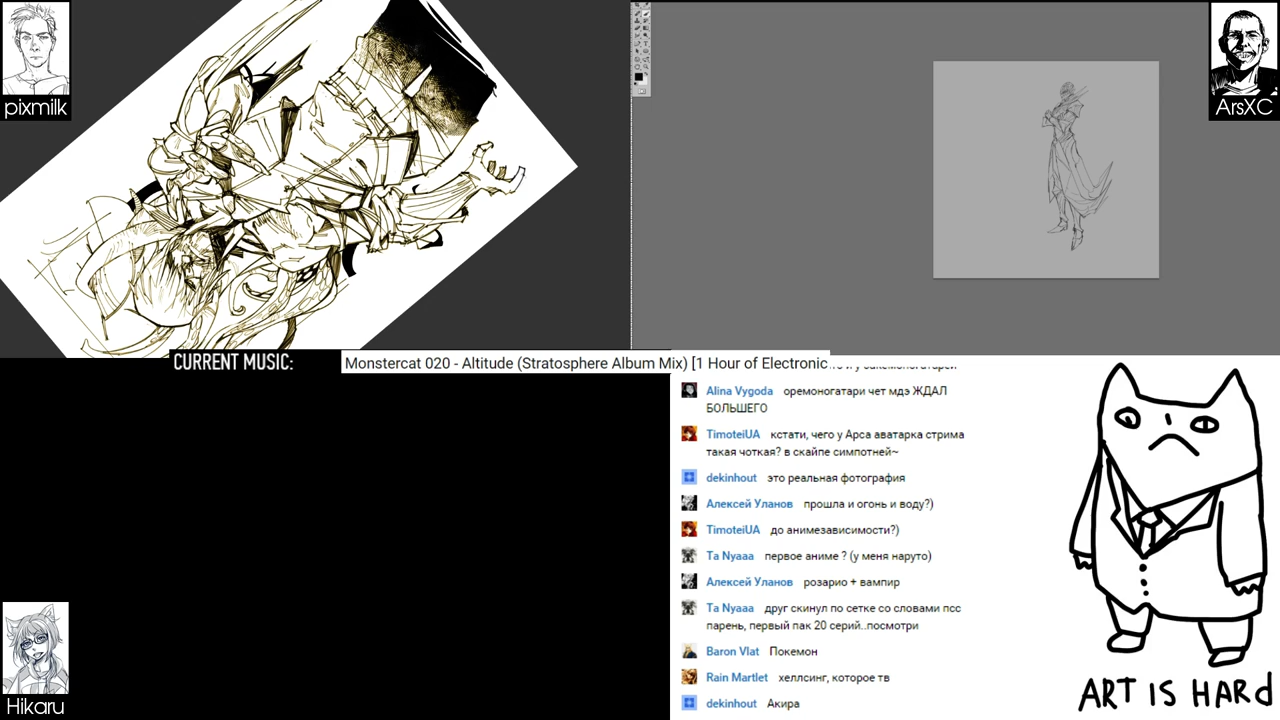 pixmilk
ArsXC
CURRENT MUSIC:
Monstercat 020 - Altitude (Stratosphere Album Mix) [1 Hour of Electronic
Alina Vygoda оремоногатари чет мдэ ЖДАЛ
БОЛЬШЕГО
TimoteiUA кстати, чего у Арса аватарка стрима
такая чоткая? в скайпе симпотней~
dekinhout это реальная фотография
Алексей Уланов прошла и огонь и воду?)
TimoteiUA до анимезависимости?)
Ta Nyaaa первое аниме ? (у меня наруто)
Алексей Уланов розарио + вампир
Ta Nyaaa друг скинул по сетке со словами псс
парень, первый пак 20 серий..посмотри
Baron Vlat Покемон
Rain Martlet хеллсинг, которое тв
dekinhout Акира
Hikaru
ART IS HARd